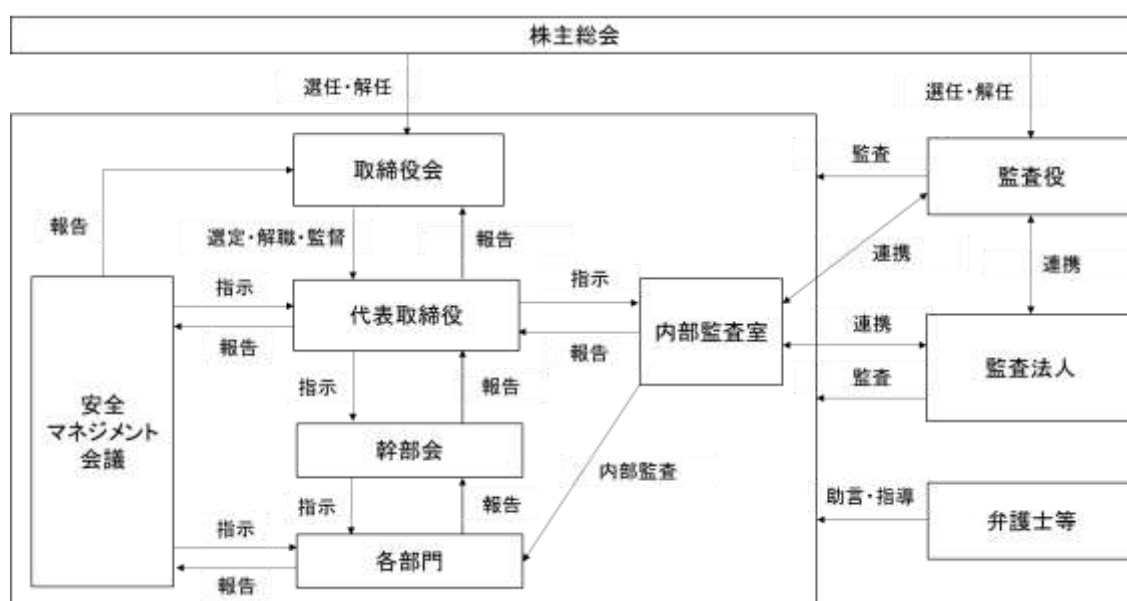 株主総会
選任・解任
選任・解任
取締役会
監査
監査役
報告
選定・解職・監督
報告
連携
連携
指示
代表取締役
指示
報告
報告
内部監査室
連携
監査法人
監査
指示
報告
安全
マネジメント
会議
幹部会
内部監査
指示
報告
助言・指導
弁護士等
指示
各部門
報告